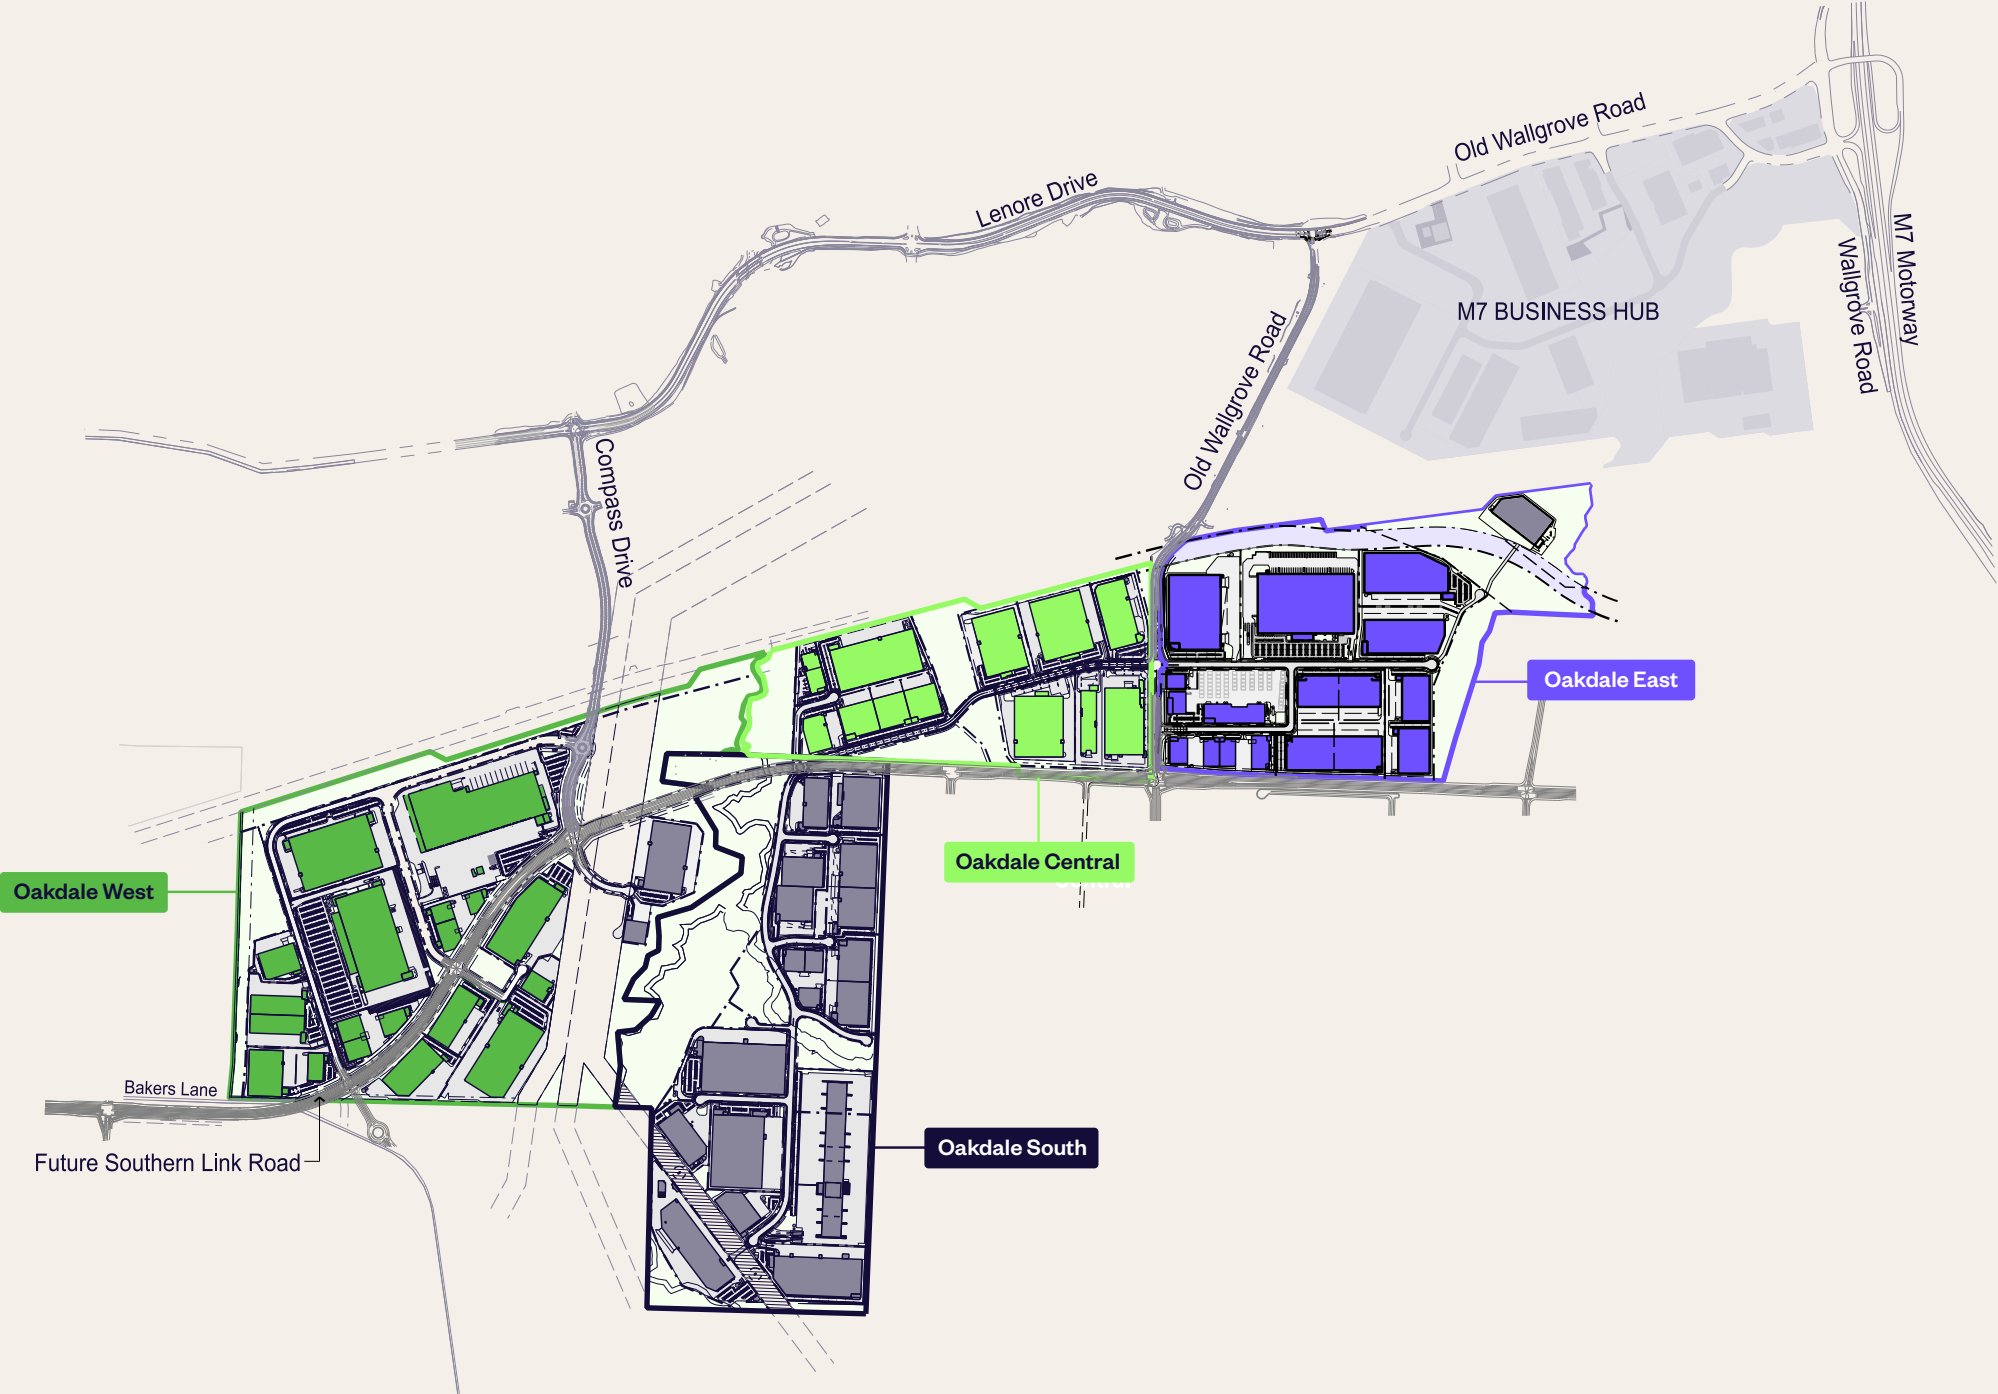 Old Wallgrove Road
Lenore Drive
M7 Motorway
Wallgrove Road
M7 BUSINESS HUB
Old Wallgrove Road
Compass Drive
Oakdale East
Oakdale Central
Oakdale West
Bakers Lane
Oakdale South
Future Southern Link Road